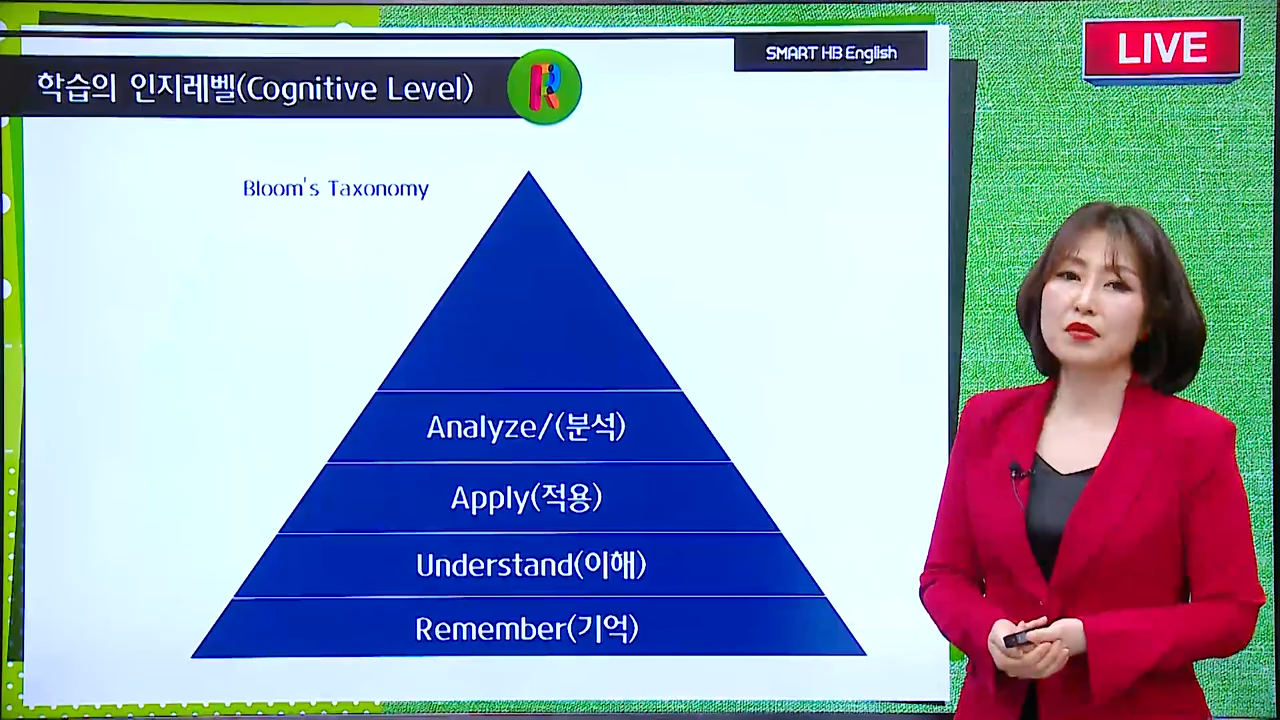 SMART HB English
LIVE
학습의 인지레벨(Cognitive Level)
R
Bloom's Taxonomy
Analyze/(분석)
Apply(적용)
Understand(이해)
Remember(기억)